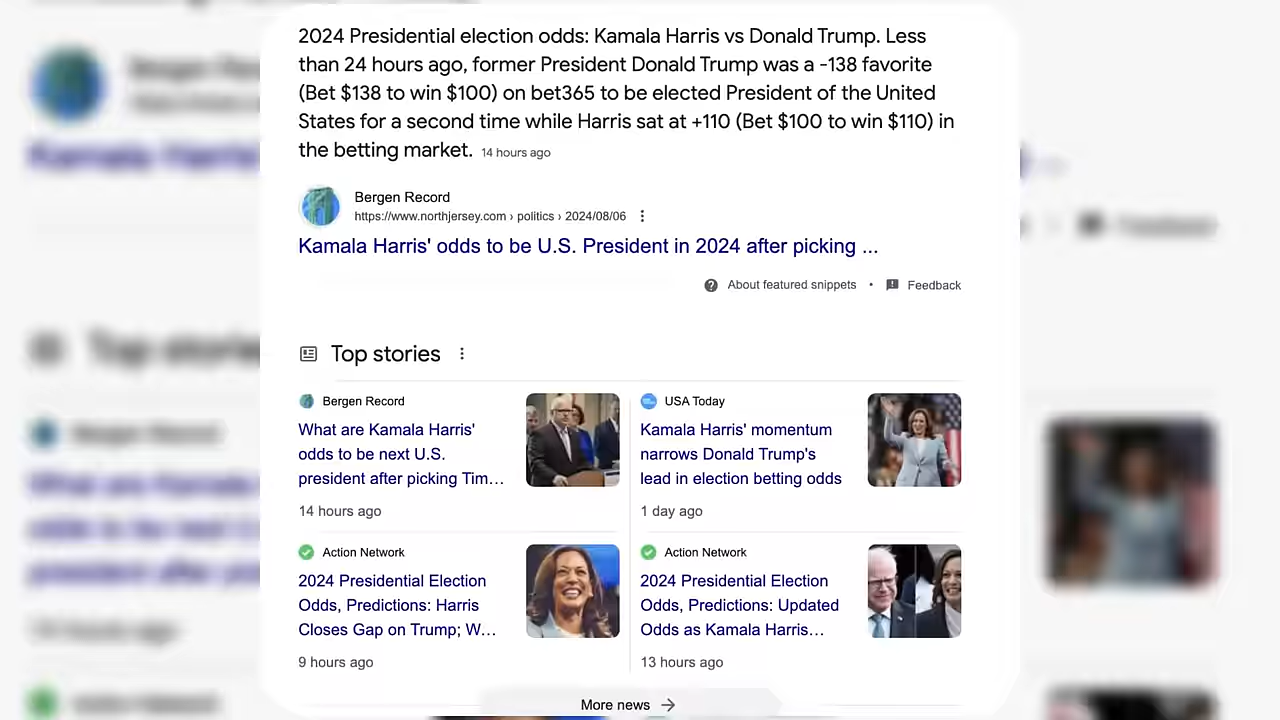 2024 Presidential election odds: Kamala Harris vs Donald Trump. Less
than 24 hours ago, former President Donald Trump was a -138 favorite
(Bet $138 to win $100) on bet365 to be elected President of the United
States for a second time while Harris sat at +110 (Bet $100 to win $110) in
the betting market. 14 hours ago
Bergen Record
https://www.northjersey.com › politics › 2024/08/06
Kamala Harris' odds to be U.S. President in 2024 after picking ...
About featured snippets • Feedback
Top stories
Bergen Record
What are Kamala Harris'
odds to be next U.S.
president after picking Tim…
14 hours ago
USA Today
Kamala Harris' momentum
narrows Donald Trump's
lead in election betting odds
1 day ago
Action Network
2024 Presidential Election
Odds, Predictions: Harris
Closes Gap on Trump; W…
9 hours ago
Action Network
2024 Presidential Election
Odds, Predictions: Updated
Odds as Kamala Harris…
13 hours ago
More news →